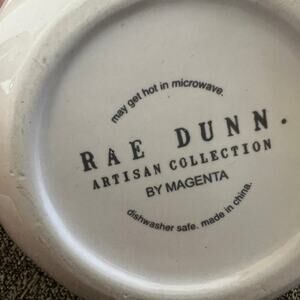 may get hot in microwave.
RAE DUNN.
ARTISAN COLLECTION
BY MAGENTA
dishwasher safe. made in china.